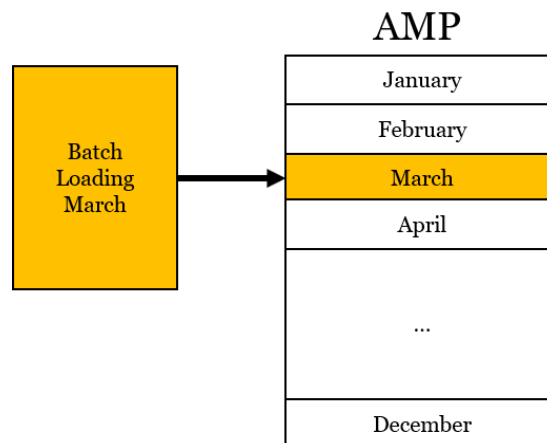 AMP
Batch
Loading
March
January
February
March
April
...
December